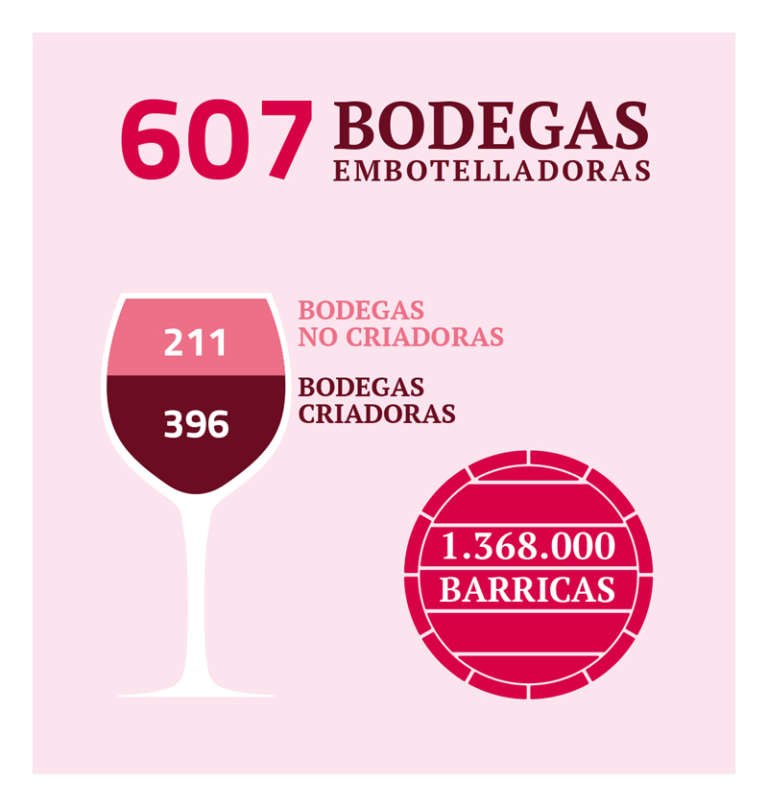 607 BODEGAS
EMBOTELLADORAS
BODEGAS
NO CRIADORAS
211
BODEGAS
CRIADORAS
396
1.368.000
BARRICAS